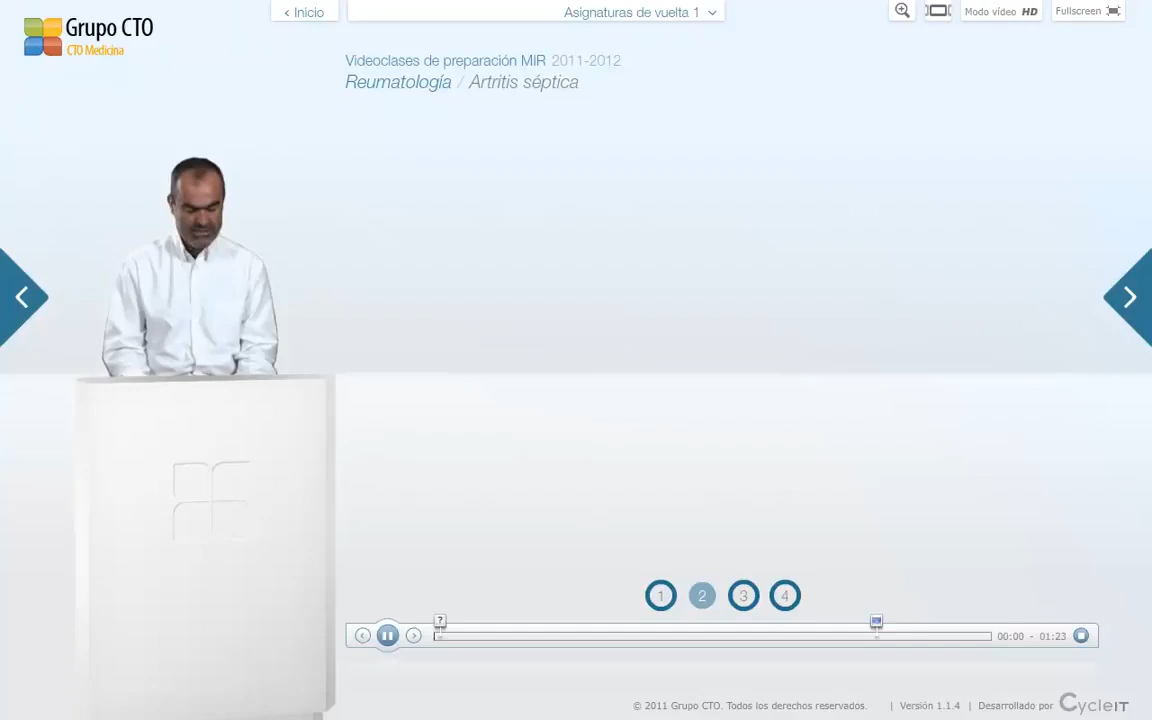 Grupo CTO
CTO Medicina
‹ Inicio
Asignaturas de vuelta 1
Modo vídeo HD
Fullscreen
Videoclases de preparación MIR 2011-2012
Reumatología / Artritis séptica
1 2 3 4
?
00:00 - 01:23
© 2011 Grupo CTO. Todos los derechos reservados. | Versión 1.1.4 | Desarrollado por CycleIT